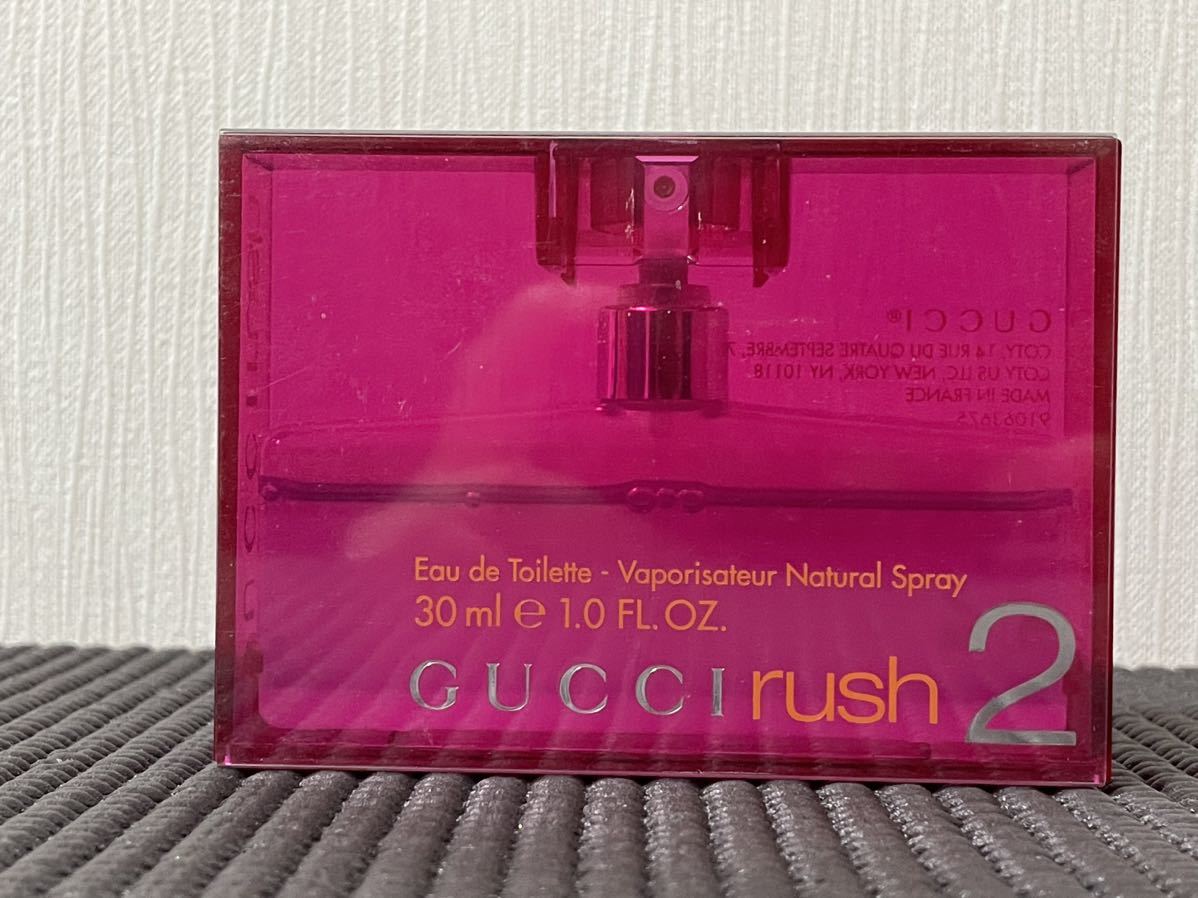 GUCCI®
COTY, 14 RUE DU QUATRE SEPTEMBRE, 7
COTY US LLC, NEW YORK, NY 10118
MADE IN FRANCE
91063675
Eau de Toilette - Vaporisateur Natural Spray
30 ml e 1.0 FL. OZ.
GUCCI rush 2